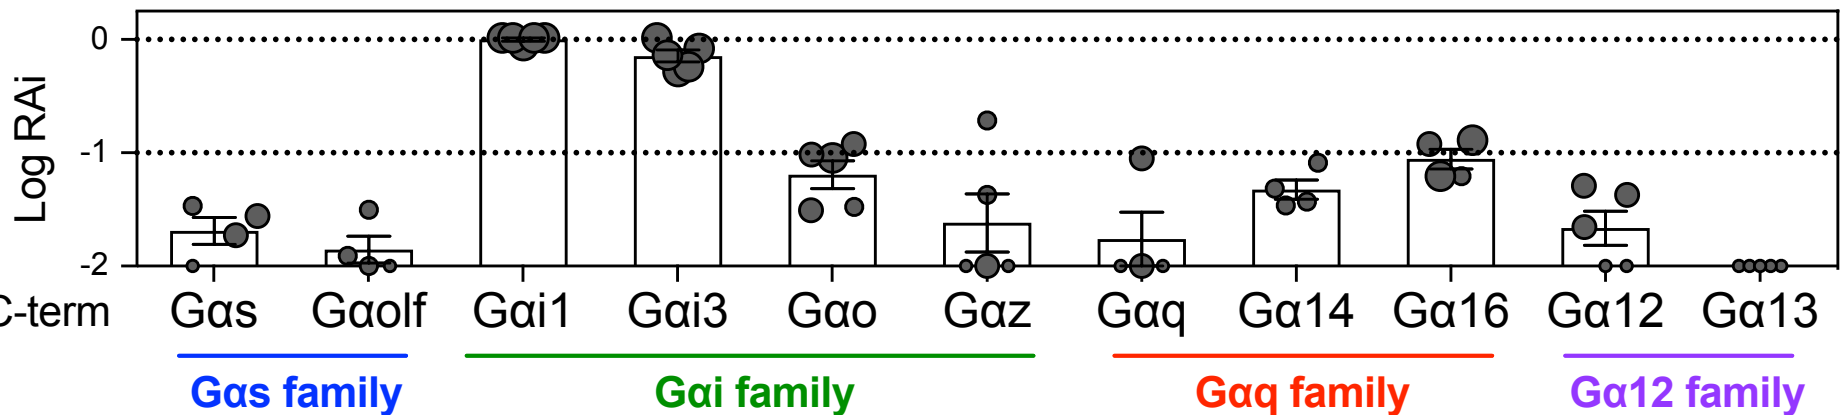 Log RAi
0
-1
-2
C-term Gαs Gαolf Gαi1 Gαi3 Gαo Gαz Gαq Gα14 Gα16 Gα12 Gα13
Gαs family Gαi family Gαq family Gα12 family